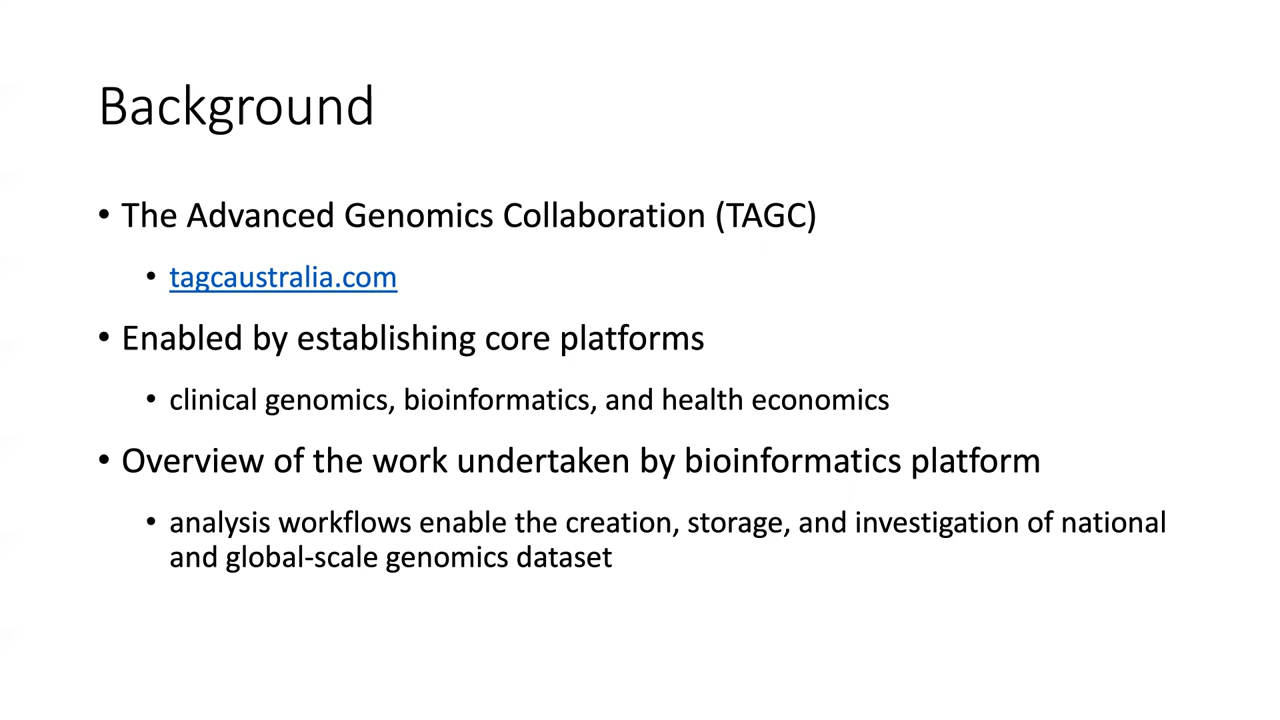 Background
• The Advanced Genomics Collaboration (TAGC)
• tagcaustralia.com
• Enabled by establishing core platforms
• clinical genomics, bioinformatics, and health economics
• Overview of the work undertaken by bioinformatics platform
• analysis workflows enable the creation, storage, and investigation of national
and global-scale genomics dataset